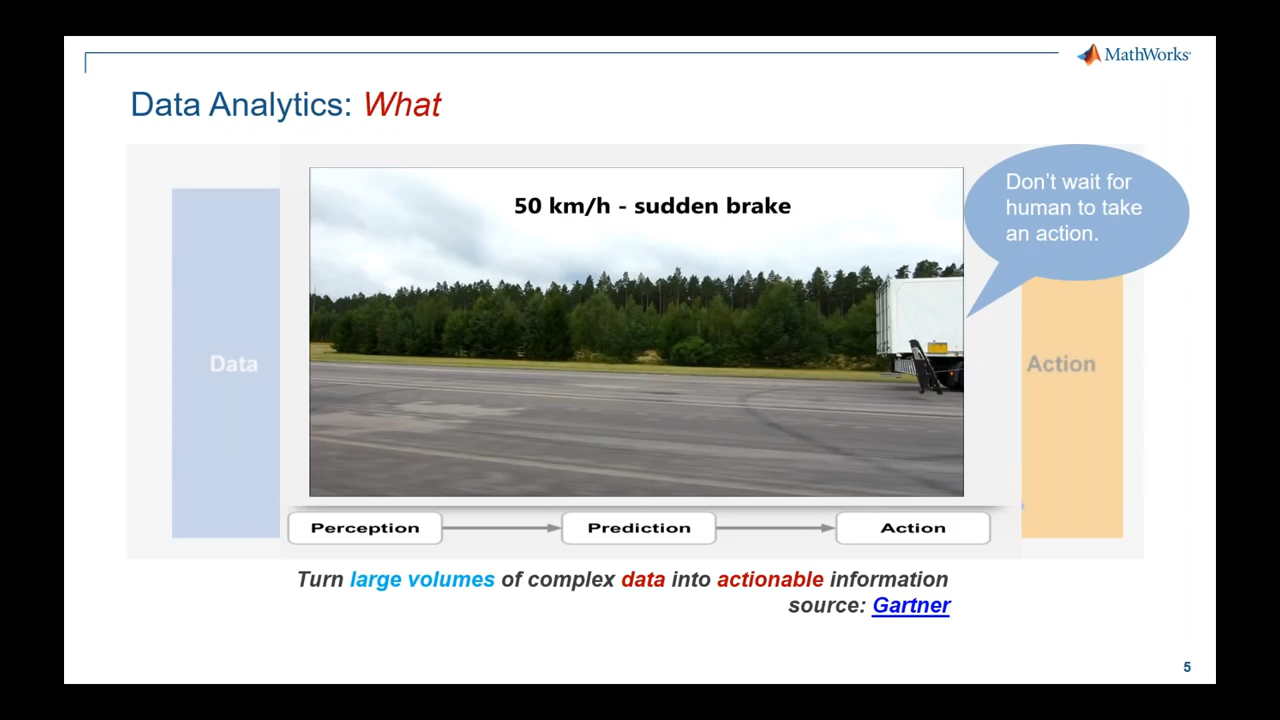 MathWorks
Data Analytics: What
50 km/h - sudden brake
Don't wait for
human to take
an action.
Data
Action
Perception
Prediction
Action
Turn large volumes of complex data into actionable information
source: Gartner
5